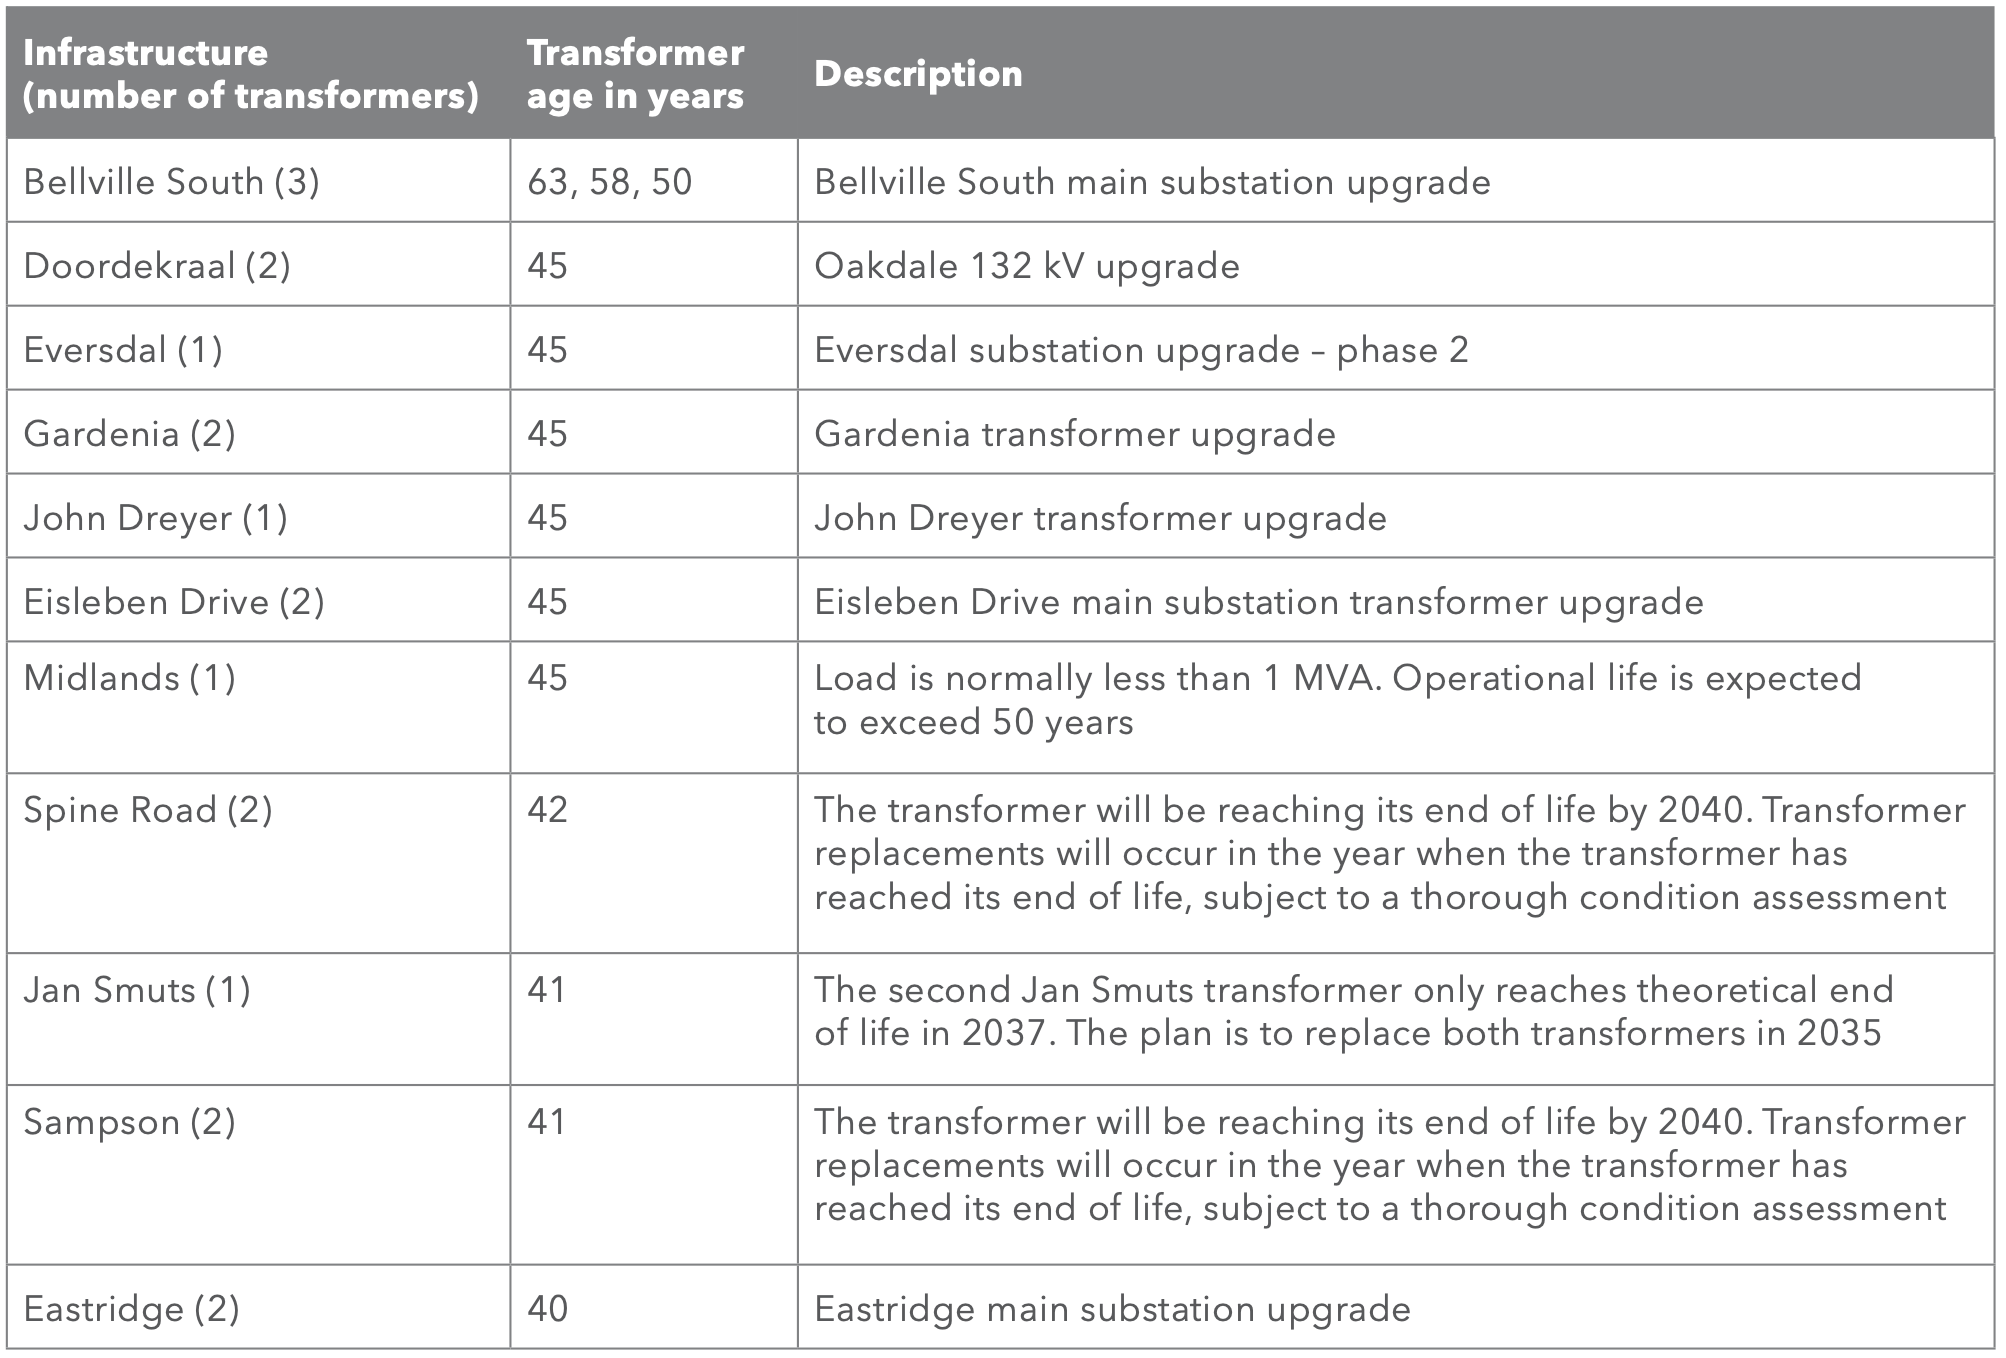 Infrastructure
(number of transformers)
Transformer
age in years
Description
Bellville South (3)
63, 58, 50
Bellville South main substation upgrade
Doordekraal (2)
45
Oakdale 132 kV upgrade
Eversdal (1)
45
Eversdal substation upgrade – phase 2
Gardenia (2)
45
Gardenia transformer upgrade
John Dreyer (1)
45
John Dreyer transformer upgrade
Eisleben Drive (2)
45
Eisleben Drive main substation transformer upgrade
Midlands (1)
45
Load is normally less than 1 MVA. Operational life is expected
to exceed 50 years
Spine Road (2)
42
The transformer will be reaching its end of life by 2040. Transformer
replacements will occur in the year when the transformer has
reached its end of life, subject to a thorough condition assessment
Jan Smuts (1)
41
The second Jan Smuts transformer only reaches theoretical end
of life in 2037. The plan is to replace both transformers in 2035
Sampson (2)
41
The transformer will be reaching its end of life by 2040. Transformer
replacements will occur in the year when the transformer has
reached its end of life, subject to a thorough condition assessment
Eastridge (2)
40
Eastridge main substation upgrade